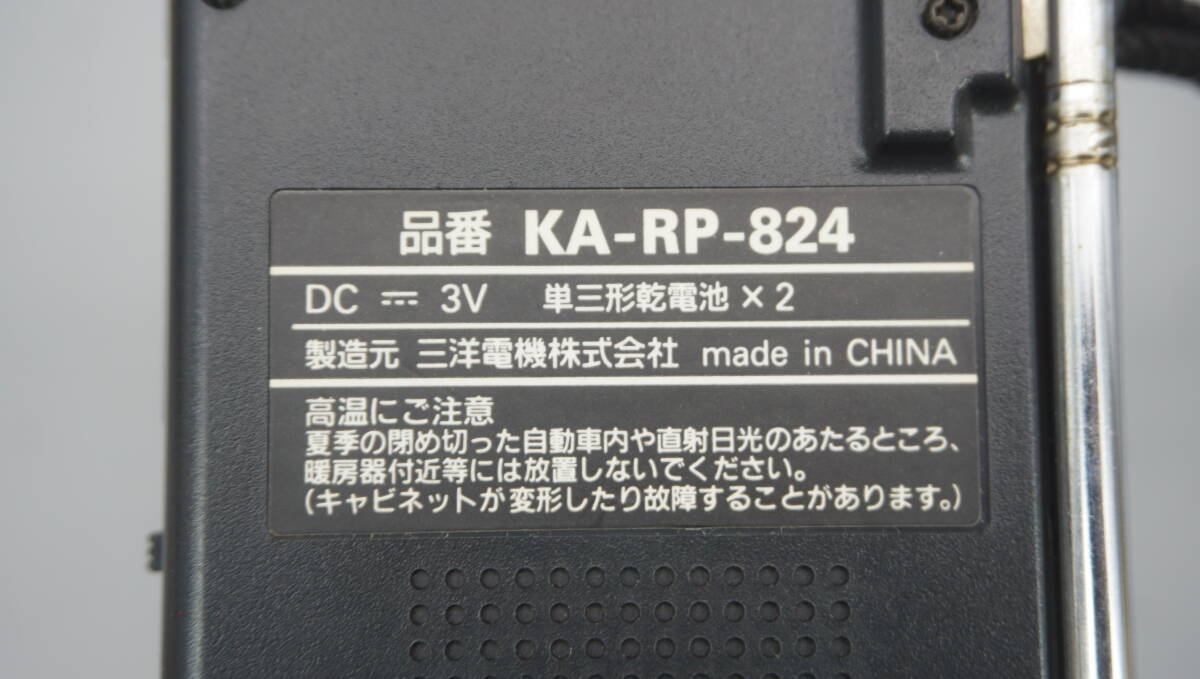 品番 KA-RP-824
DC ⎓ 3V 単三形乾電池 × 2
製造元 三洋電機株式会社 made in CHINA
高温にご注意
夏季の閉め切った自動車内や直射日光のあたるところ、
暖房器付近等には放置しないでください。
(キャビネットが変形したり故障することがあります。)